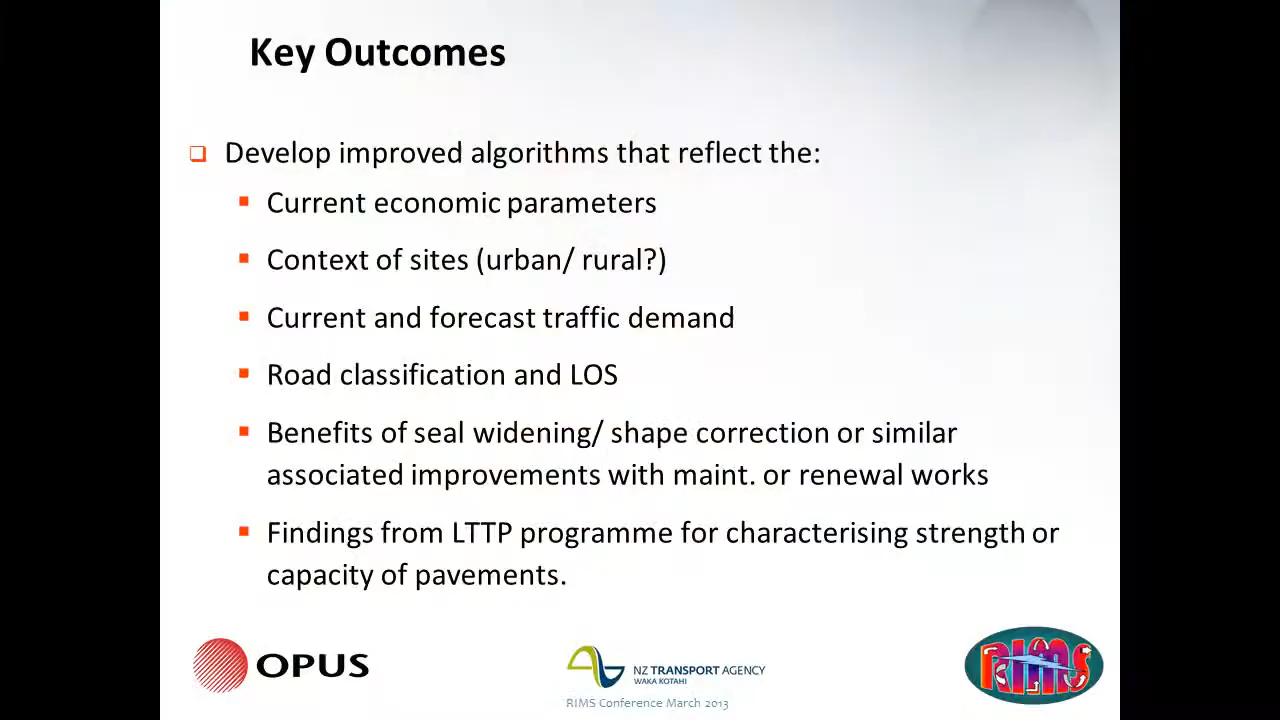 Key Outcomes
Develop improved algorithms that reflect the:
Current economic parameters
Context of sites (urban/ rural?)
Current and forecast traffic demand
Road classification and LOS
Benefits of seal widening/ shape correction or similar
associated improvements with maint. or renewal works
Findings from LTTP programme for characterising strength or
capacity of pavements.
OPUS
NZ TRANSPORT AGENCY
WAKA KOTAHI
RIMS Conference March 2013
RIMS